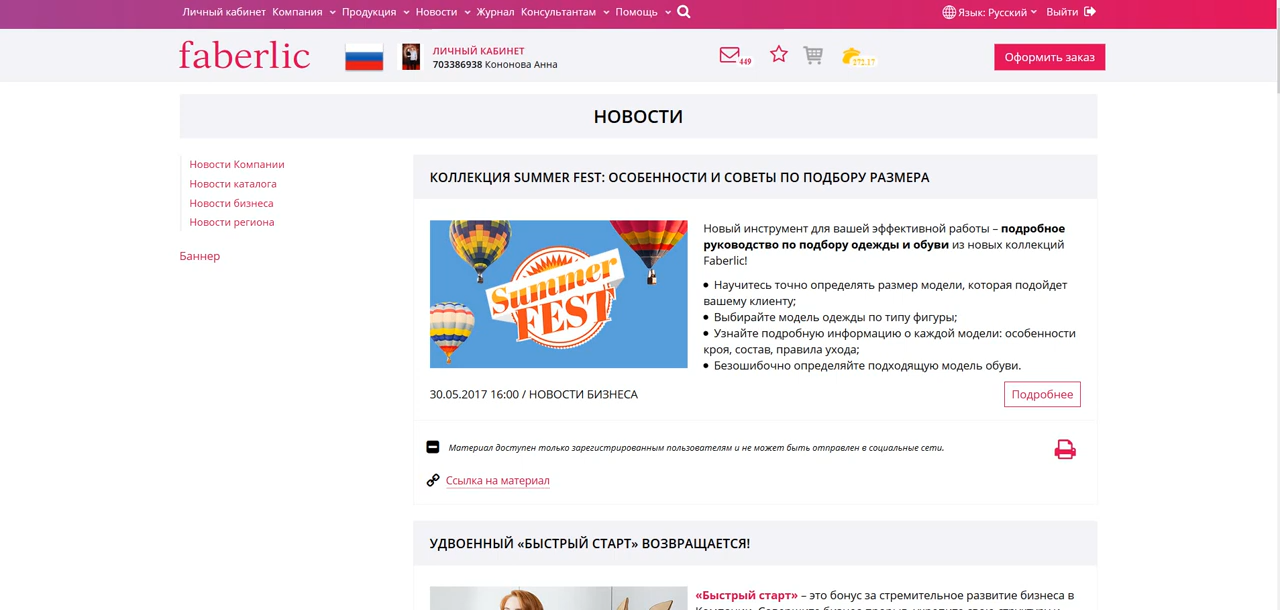 Личный кабинет Компания Продукция Новости Журнал Консультантам Помощь Язык: Русский Выйти
faberlic
ЛИЧНЫЙ КАБИНЕТ
703386938 Кононова Анна
449
272.17
Оформить заказ
НОВОСТИ
Новости Компании
Новости каталога
Новости бизнеса
Новости региона
Баннер
КОЛЛЕКЦИЯ SUMMER FEST: ОСОБЕННОСТИ И СОВЕТЫ ПО ПОДБОРУ РАЗМЕРА
Summer
FEST
Новый инструмент для вашей эффективной работы – подробное
руководство по подбору одежды и обуви из новых коллекций
Faberlic!
• Научитесь точно определять размер модели, которая подойдет
вашему клиенту;
• Выбирайте модель одежды по типу фигуры;
• Узнайте подробную информацию о каждой модели: особенности
кроя, состав, правила ухода;
• Безошибочно определяйте подходящую модель обуви.
30.05.2017 16:00 / НОВОСТИ БИЗНЕСА
Подробнее
Материал доступен только зарегистрированным пользователям и не может быть отправлен в социальные сети.
Ссылка на материал
УДВОЕННЫЙ «БЫСТРЫЙ СТАРТ» ВОЗВРАЩАЕТСЯ!
«Быстрый старт» – это бонус за стремительное развитие бизнеса в